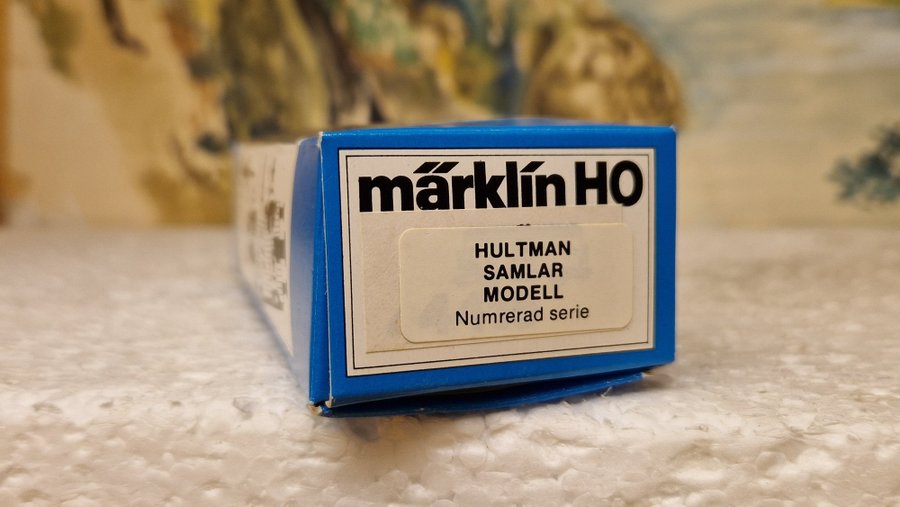 märklin HO
HULTMAN
SAMLAR
MODELL
Numrerad serie